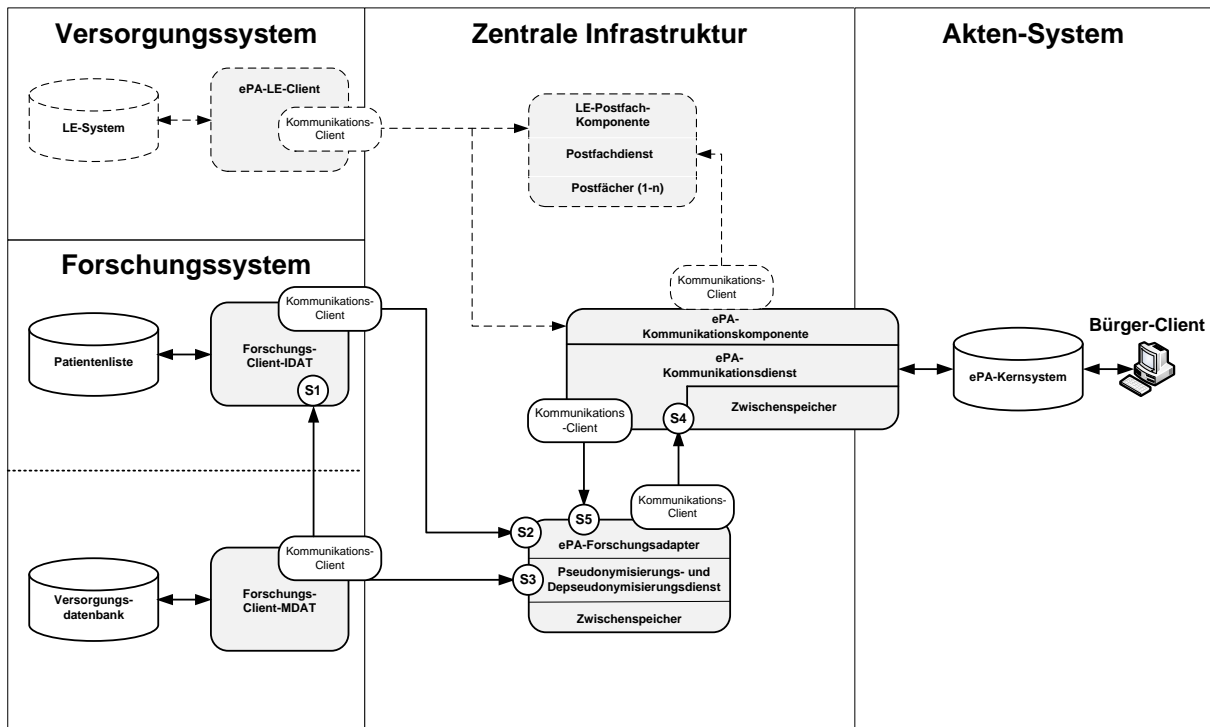 Versorgungssystem
Zentrale Infrastruktur
Akten-System
ePA-LE-Client
LE-System
Kommunikations-
Client
LE-Postfach-
Komponente
Postfachdienst
Postfächer (1-n)
Forschungssystem
Kommunikations-
Client
Patientenliste
Forschungs-
Client-IDAT
S1
Kommunikations-
Client
ePA-
Kommunikationskomponente
ePA-
Kommunikationsdienst
Zwischenspeicher
S4
Kommunikations
-Client
ePA-Kernsystem
Bürger-Client
Kommunikations-
Client
Versorgungs-
datenbank
Forschungs-
Client-MDAT
Kommunikations-
Client
S2
S5
S3
ePA-Forschungsadapter
Pseudonymisierungs- und
Depseudonymisierungsdienst
Zwischenspeicher